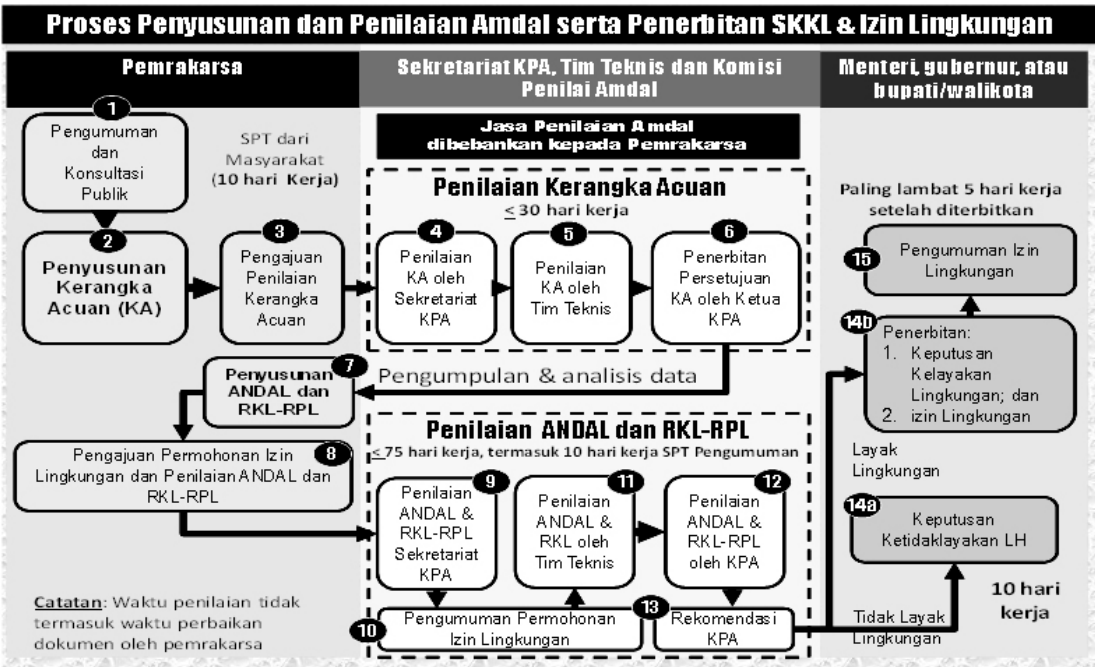 Proses Penyusunan dan Penilaian Amdal serta Penerbitan SKKL & Izin Lingkungan
Pemrakarsa
Sekretariat KPA, Tim Teknis dan Komisi
Penilai Amdal
Menteri, gubernur, atau
bupati/walikota
1
Pengumuman
dan
Konsultasi
Publik
SPT dari
Masyarakat
(10 hari Kerja)
2
Penyusunan
Kerangka
Acuan (KA)
3
Pengajuan
Penilaian
Kerangka
Acuan
Jasa Penilaian Amdal
dibebankan kepada Pemrakarsa
Penilaian Kerangka Acuan
< 30 hari kerja
4
Penilaian
KA oleh
Sekretariat
KPA
5
Penilaian
KA oleh
Tim Teknis
6
Penerbitan
Persetujuan
KA oleh Ketua
KPA
7
Penyusunan
ANDAL dan
RKL-RPL
Pengumpulan & analisis data
8
Pengajuan Permohonan Izin
Lingkungan dan Penilaian ANDAL dan
RKL-RPL
Penilaian ANDAL dan RKL-RPL
< 75 hari kerja, termasuk 10 hari kerja SPT Pengumuman
9
Penilaian
ANDAL &
RKL-RPL
Sekretariat
KPA
10
Pengumuman Permohonan
Izin Lingkungan
11
Penilaian
ANDAL &
RKL oleh
Tim Teknis
12
Penilaian
ANDAL &
RKL-RPL
oleh KPA
13
Rekomendasi
KPA
Paling lambat 5 hari kerja
setelah diterbitkan
15
Pengumuman Izin
Lingkungan
14b
Penerbitan:
1. Keputusan
Kelayakan
Lingkungan; dan
2. izin Lingkungan
Layak
Lingkungan
14a
Keputusan
Ketidaklayakan LH
10 hari
kerja
Tidak Layak
Lingkungan
Catatan: Waktu penilaian tidak
termasuk waktu perbaikan
dokumen oleh pemrakarsa